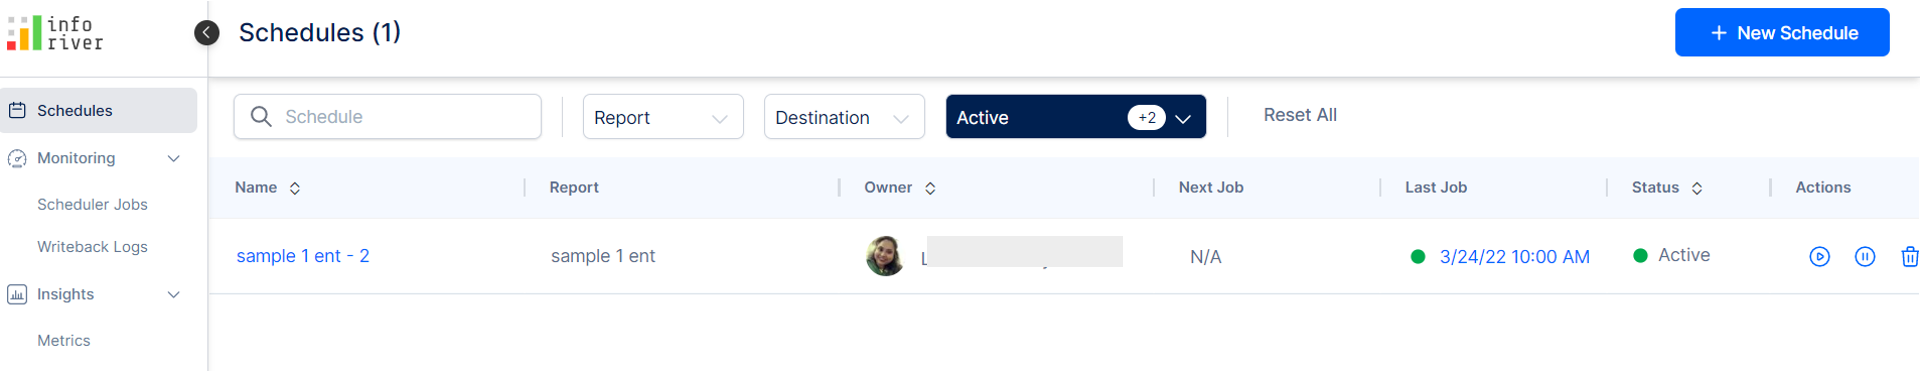 info
river
Schedules (1)
+ New Schedule
Schedules
Monitoring
Scheduler Jobs
Writeback Logs
Insights
Metrics
Schedule
Report
Destination
Active +2
Reset All
Name Report Owner Next Job Last Job Status Actions
sample 1 ent - 2 sample 1 ent N/A 3/24/22 10:00 AM Active